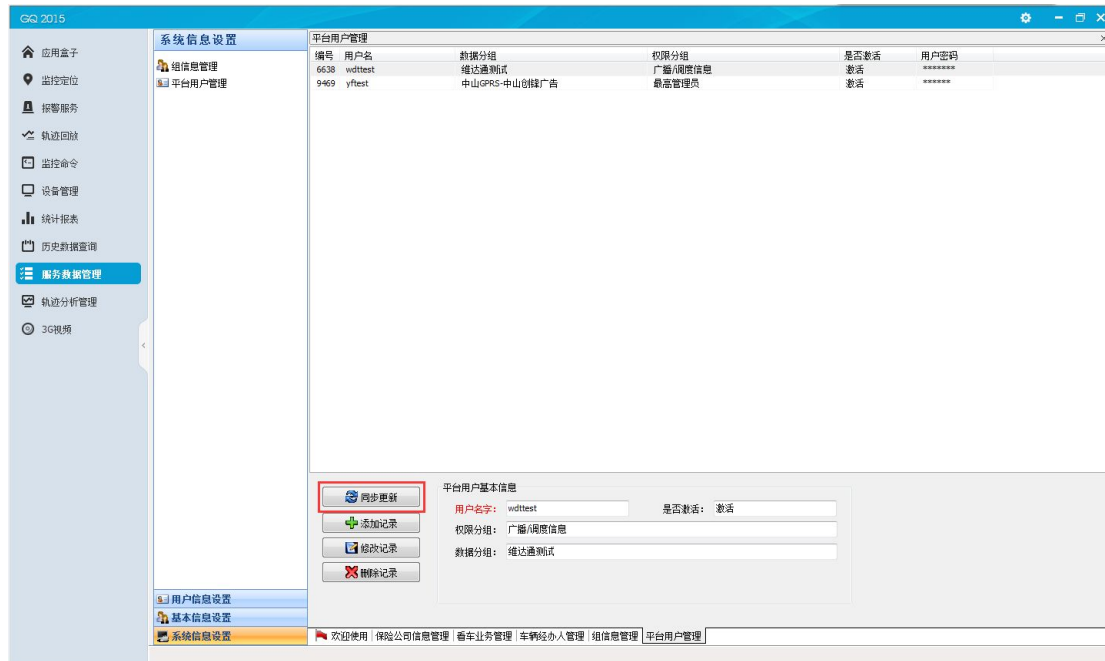 GQ 2015
应用盒子
监控定位
报警服务
轨迹回放
监控命令
设备管理
统计报表
历史数据查询
服务数据管理
轨迹分析管理
3G视频
系统信息设置
组信息管理
平台用户管理
用户信息设置
基本信息设置
系统信息设置
平台用户管理
编号 用户名 数据分组 权限分组 是否激活 用户密码
6638 wdttest 维达通测试 广播/调度信息 激活 *******
9469 yftest 中山GPRS-中山创锋广告 最高管理员 激活 ******
同步更新
添加记录
修改记录
删除记录
平台用户基本信息
用户名字: wdttest 是否激活: 激活
权限分组: 广播/调度信息
数据分组: 维达通测试
欢迎使用 保险公司信息管理 看车业务管理 车辆经办人管理 组信息管理 平台用户管理